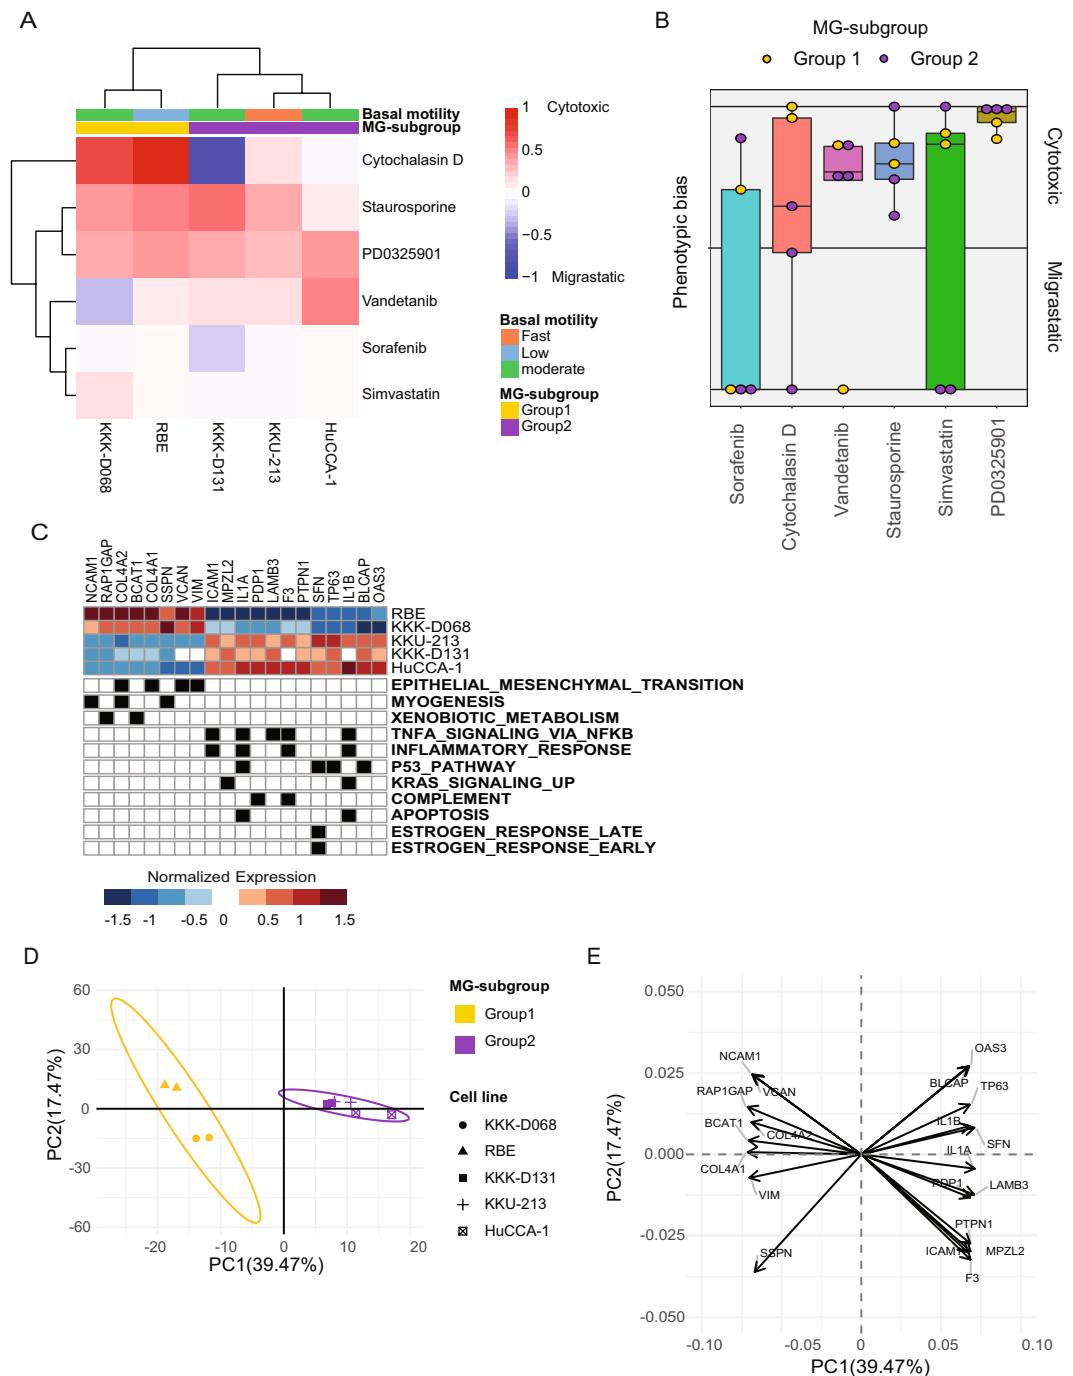 A
Basal motility
MG-subgroup
Cytochalasin D
Staurosporine
PD0325901
Vandetanib
Sorafenib
Simvastatin
KKK-D068
RBE
KKK-D131
KKU-213
HuCCA-1
1 Cytotoxic
0.5
0
−0.5
−1 Migrastatic
Basal motility
Fast
Low
moderate
MG-subgroup
Group1
Group2
B
MG-subgroup
Group 1 Group 2
Phenotypic bias
Cytotoxic
Migrastatic
Sorafenib
Cytochalasin D
Vandetanib
Staurosporine
Simvastatin
PD0325901
C
NCAM1
RAP1GAP
COL4A2
BCAT1
COL4A1
SSPN
VCAN
VIM
ICAM1
MPZL2
IL1A
PDP1
LAMB3
F3
PTPN1
SFN
TP63
IL1B
BLCAP
OAS3
RBE
KKK-D068
KKU-213
KKK-D131
HuCCA-1
EPITHELIAL_MESENCHYMAL_TRANSITION
MYOGENESIS
XENOBIOTIC_METABOLISM
TNFA_SIGNALING_VIA_NFKB
INFLAMMATORY_RESPONSE
P53_PATHWAY
KRAS_SIGNALING_UP
COMPLEMENT
APOPTOSIS
ESTROGEN_RESPONSE_LATE
ESTROGEN_RESPONSE_EARLY
Normalized Expression
-1.5 -1 -0.5 0 0.5 1 1.5
D
PC2(17.47%)
60
30
0
-30
-60
-20 -10 0 10 20
PC1(39.47%)
MG-subgroup
Group1
Group2
Cell line
KKK-D068
RBE
KKK-D131
KKU-213
HuCCA-1
E
PC2(17.47%)
0.050
0.025
0.000
-0.025
-0.050
NCAM1
OAS3
RAP1GAP VCAN
BLCAP TP63
BCAT1 COL4A2
IL1B
SFN
IL1A
COL4A1
VIM
PDP1 LAMB3
PTPN1
SSPN
ICAM1 MPZL2
F3
-0.10 -0.05 0 0.05 0.10
PC1(39.47%)